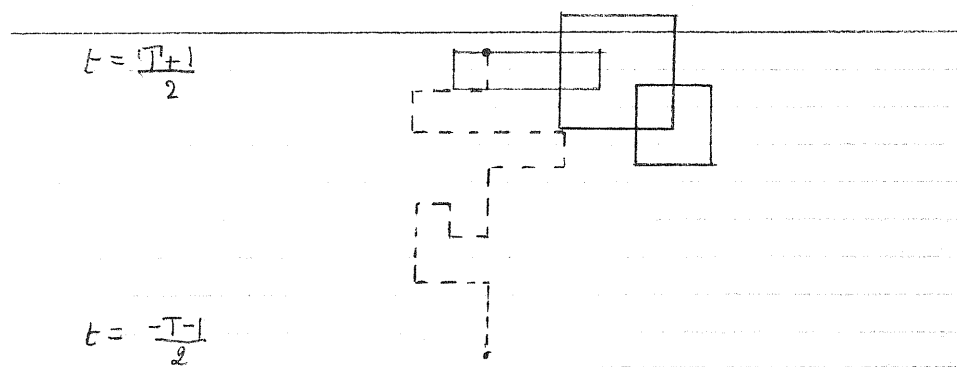 t = T+1/2
t = -T-1/2